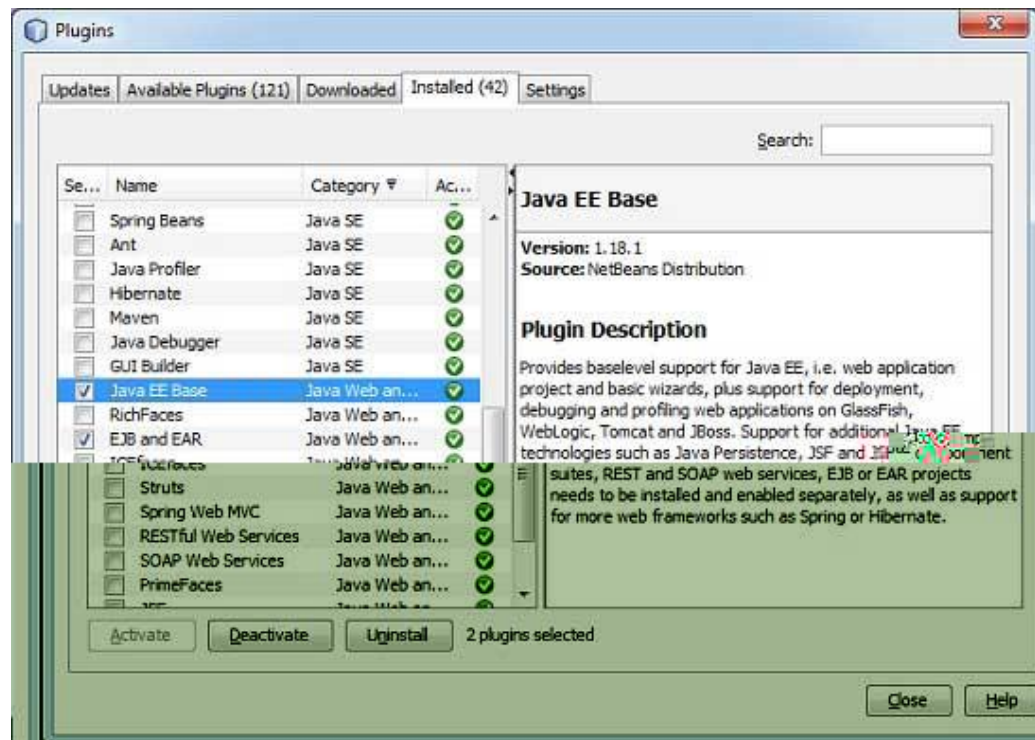 Plugins
Updates
Available Plugins (121)
Downloaded
Installed (42)
Settings
Search:
Se... Name Category Ac...
Spring Beans Java SE
Ant Java SE
Java Profiler Java SE
Hibernate Java SE
Maven Java SE
Java Debugger Java SE
GUI Builder Java SE
Java EE Base Java Web an...
RichFaces Java Web an...
EJB and EAR Java Web an...
Struts Java Web an...
Spring Web MVC Java Web an...
RESTful Web Services Java Web an...
SOAP Web Services Java Web an...
PrimeFaces Java Web an...
Java EE Base
Version: 1.18.1
Source: NetBeans Distribution
Plugin Description
Provides baselevel support for Java EE, i.e. web application
project and basic wizards, plus support for deployment,
debugging and profiling web applications on GlassFish,
WebLogic, Tomcat and JBoss. Support for additional Java EE
technologies such as Java Persistence, JSF and
suites, REST and SOAP web services, EJB or EAR projects
needs to be installed and enabled separately, as well as support
for more web frameworks such as Spring or Hibernate.
Activate
Deactivate
Uninstall
2 plugins selected
Close
Help